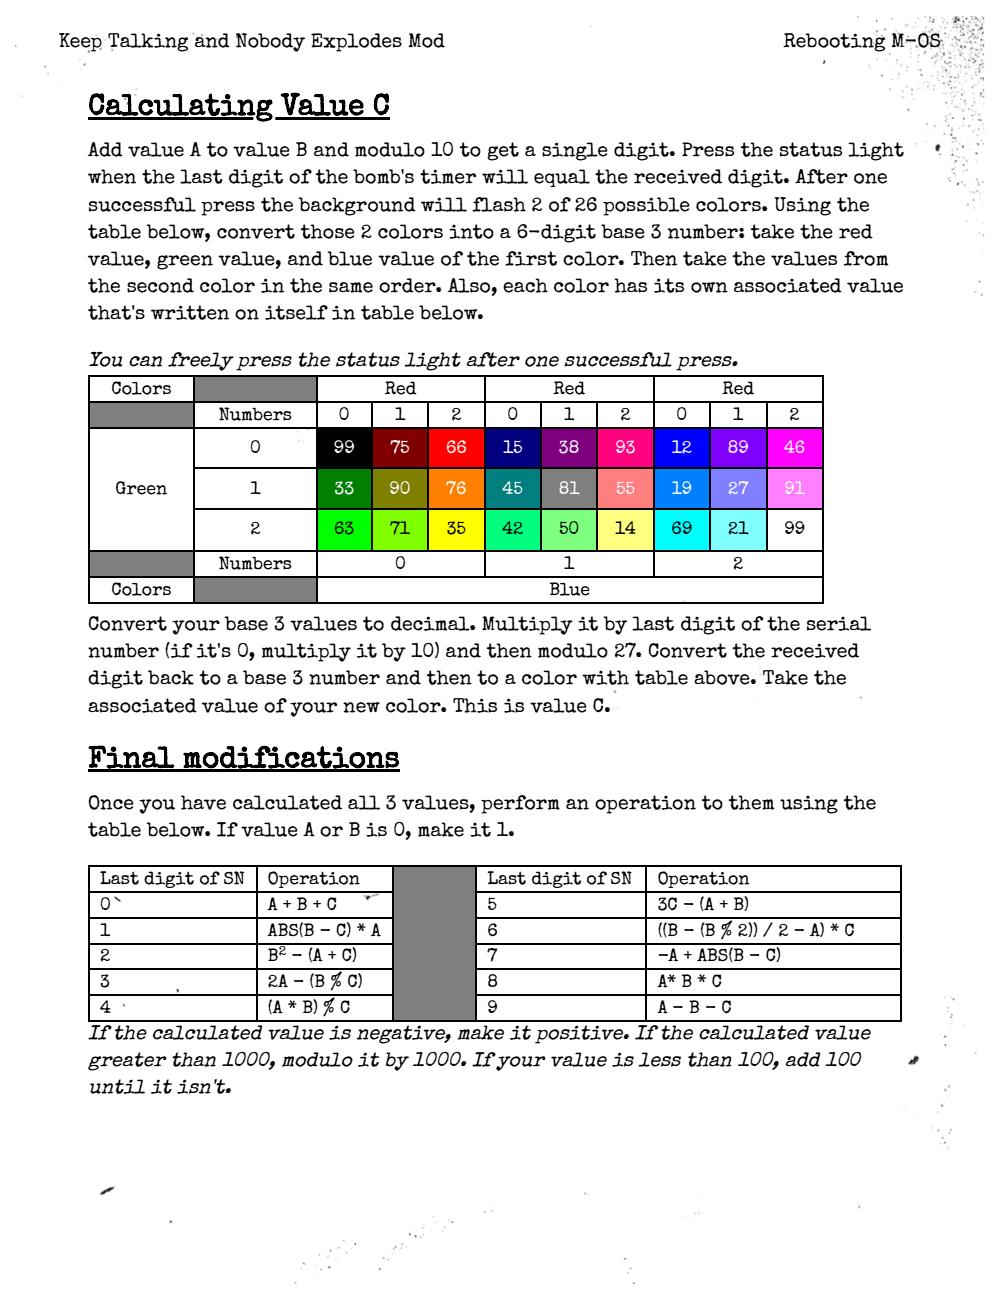 Keep Talking and Nobody Explodes Mod Rebooting M-OS
Calculating Value C
Add value A to value B and modulo 10 to get a single digit. Press the status light
when the last digit of the bomb's timer will equal the received digit. After one
successful press the background will flash 2 of 26 possible colors. Using the
table below, convert those 2 colors into a 6-digit base 3 number: take the red
value, green value, and blue value of the first color. Then take the values from
the second color in the same order. Also, each color has its own associated value
that's written on itself in table below.
You can freely press the status light after one successful press.
Colors Red Red Red
Numbers 0 1 2 0 1 2 0 1 2
0 99 75 66 15 38 93 12 89 46
Green 1 33 90 76 45 81 55 19 27 91
2 63 71 35 42 50 14 69 21 99
Numbers 0 1 2
Colors Blue
Convert your base 3 values to decimal. Multiply it by last digit of the serial
number (if it's 0, multiply it by 10) and then modulo 27. Convert the received
digit back to a base 3 number and then to a color with table above. Take the
associated value of your new color. This is value C.
Final modifications
Once you have calculated all 3 values, perform an operation to them using the
table below. If value A or B is 0, make it 1.
Last digit of SN Operation Last digit of SN Operation
0 A + B + C 5 3C - (A + B)
1 ABS(B - C) * A 6 ((B - (B % 2)) / 2 - A) * C
2 B² - (A + C) 7 -A + ABS(B - C)
3 2A - (B % C) 8 A* B * C
4 (A * B) % C 9 A - B - C
If the calculated value is negative, make it positive. If the calculated value
greater than 1000, modulo it by 1000. If your value is less than 100, add 100
until it isn't.